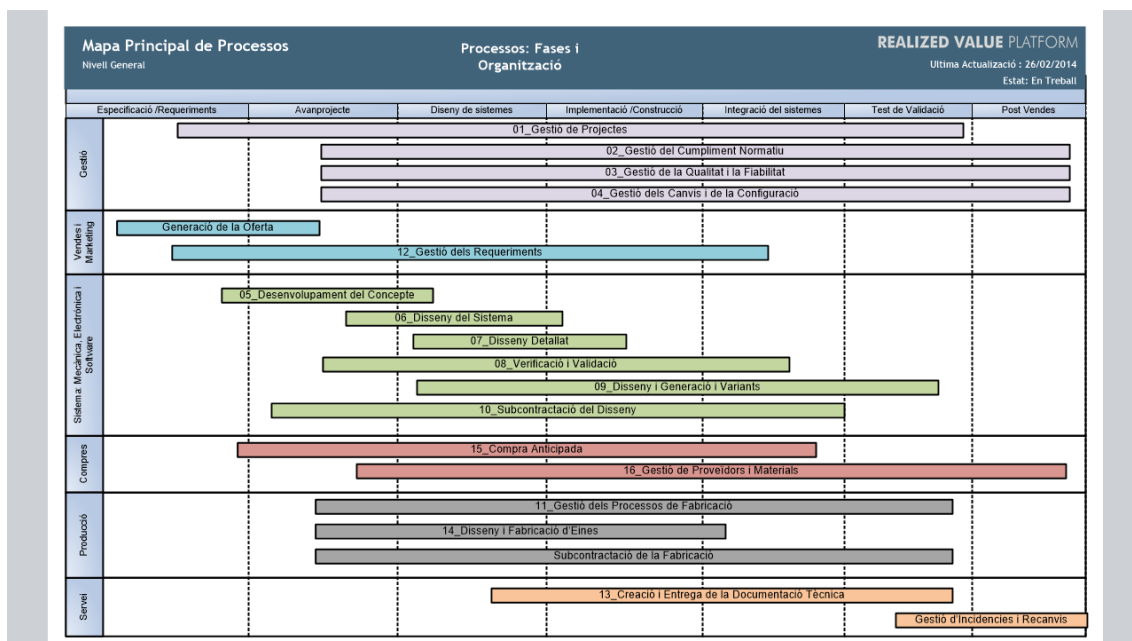 Mapa Principal de Processos
Nivell General
Processos: Fases i
Organització
REALIZED VALUE PLATFORM
Ultima Actualizació : 26/02/2014
Estat: En Treball
Especificació /Requeriments
Avanprojecte
Diseny de sistemes
Implementació /Construcció
Integració del sistemes
Test de Validació
Post Vendes
Gestió
01_Gestió de Projectes
02_Gestió del Cumpliment Normatiu
03_Gestió de la Qualitat i la Fiabilitat
04_Gestió dels Canvis i de la Configuració
Vendes i
Marketing
Generació de la Oferta
12_Gestió dels Requeriments
Sistema: Mecànica, Electrónica i
Software
05_Desenvolupament del Concepte
06_Disseny del Sistema
07_Disseny Detallat
08_Verificació i Validació
09_Disseny i Generació i Variants
10_Subcontractació del Disseny
Compres
15_Compra Anticipada
16_Gestió de Proveïdors i Materials
Producció
11_Gestió dels Processos de Fabricació
14_Disseny i Fabricació d'Eines
Subcontractació de la Fabricació
Servei
13_Creació i Entrega de la Documentació Tècnica
Gestió d'Incidencies i Recanvis